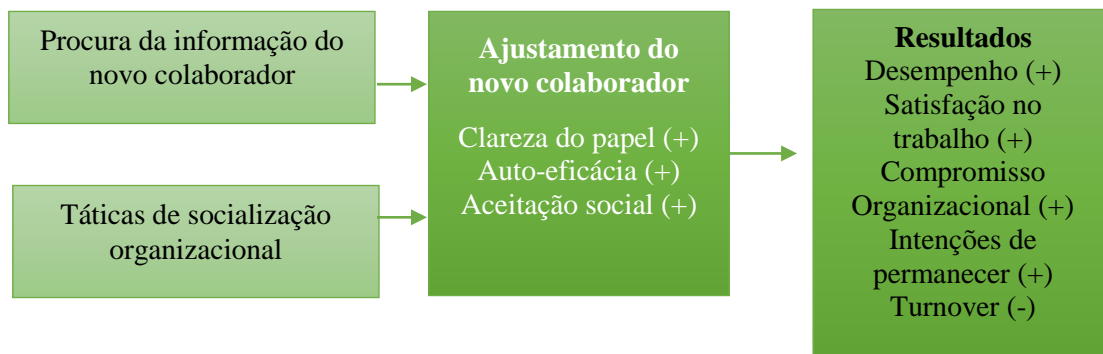 Procura da informação do
novo colaborador
Táticas de socialização
organizacional
Ajustamento do
novo colaborador
Clareza do papel (+)
Auto-eficácia (+)
Aceitação social (+)
Resultados
Desempenho (+)
Satisfação no
trabalho (+)
Compromisso
Organizacional (+)
Intenções de
permanecer (+)
Turnover (-)